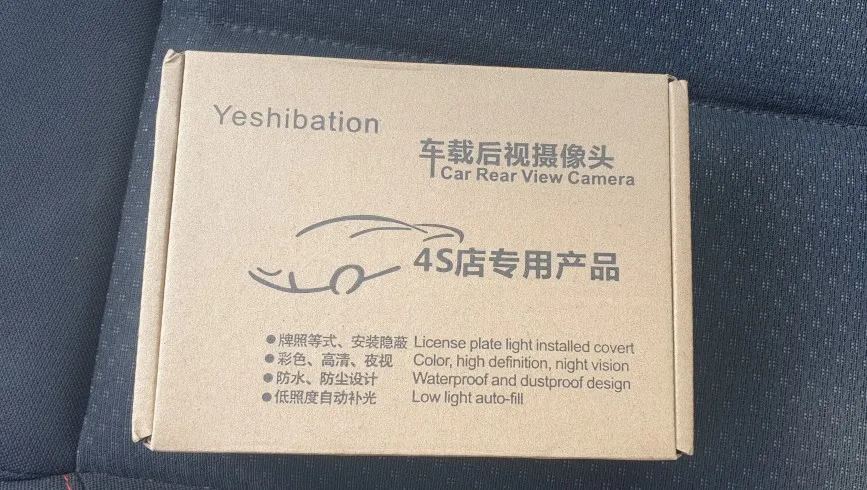 Yeshibation
车载后视摄像头
Car Rear View Camera
4S店专用产品
●牌照等式、安装隐蔽 License plate light installed covert
●彩色、高清、夜视 Color, high definition, night vision
●防水、防尘设计 Waterproof and dustproof design
●低照度自动补光 Low light auto-fill